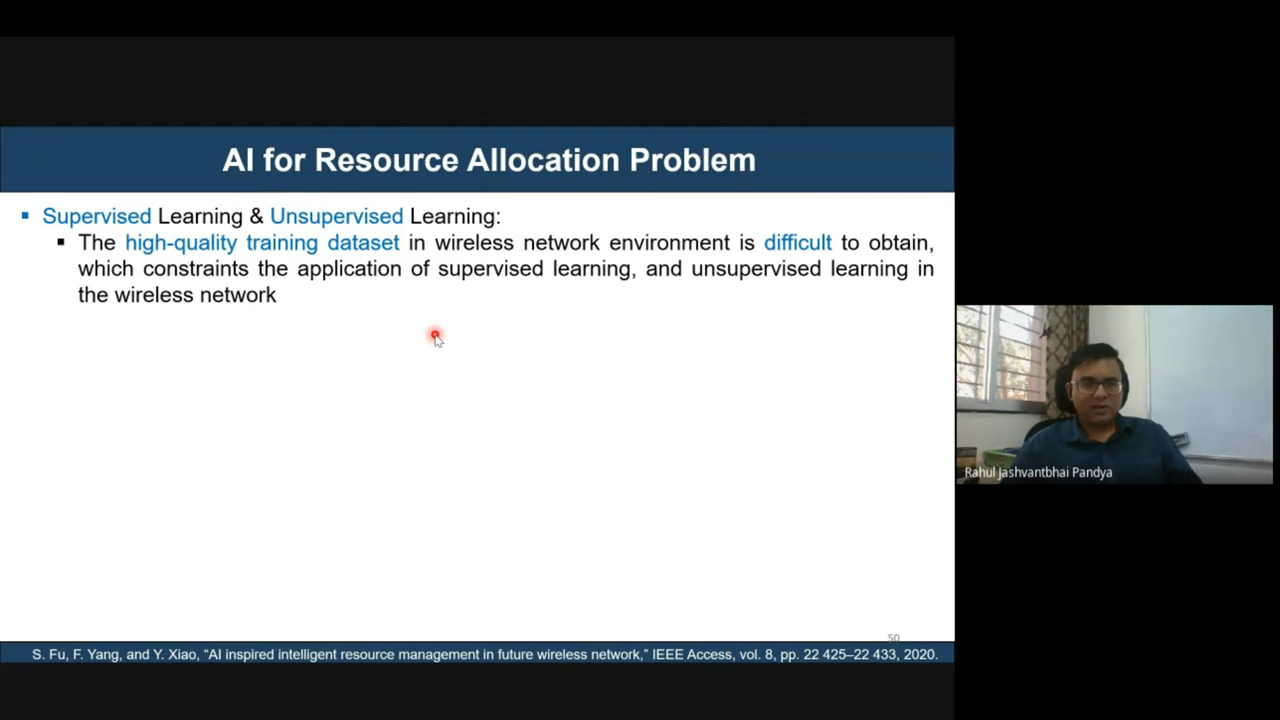 AI for Resource Allocation Problem
Supervised Learning & Unsupervised Learning:
The high-quality training dataset in wireless network environment is difficult to obtain,
which constraints the application of supervised learning, and unsupervised learning in
the wireless network
Rahul Jashvantbhai Pandya
50
S. Fu, F. Yang, and Y. Xiao, “AI inspired intelligent resource management in future wireless network,” IEEE Access, vol. 8, pp. 22 425–22 433, 2020.